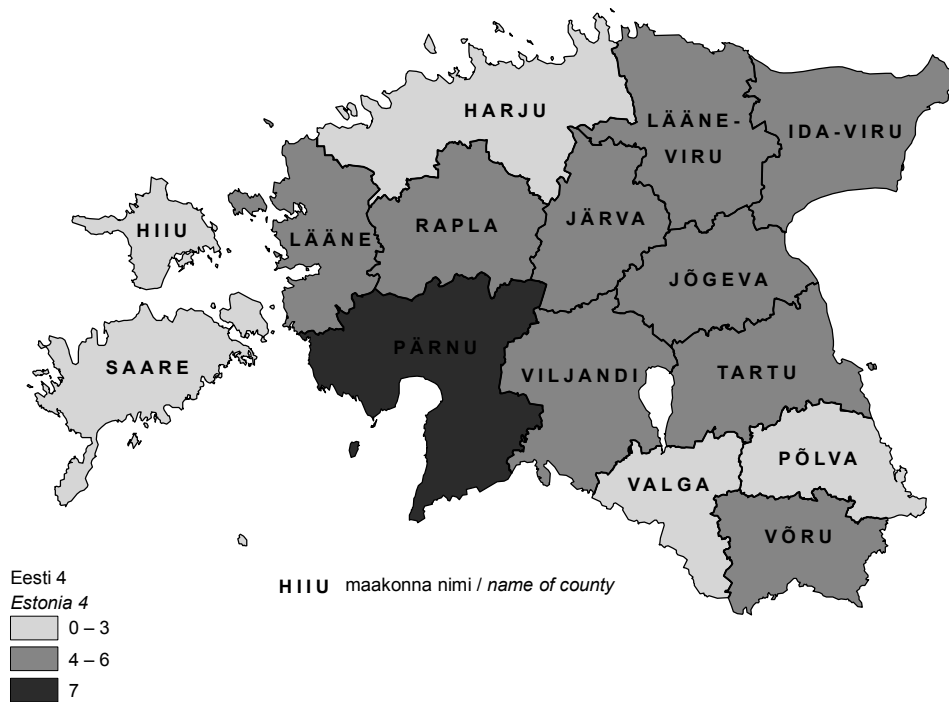 HARJU
LÄÄNE-
VIRU
IDA-VIRU
HIIU
LÄÄNE
RAPLA
JÄRVA
JÕGEVA
SAARE
PÄRNU
VILJANDI
TARTU
VALGA
PÕLVA
VÕRU
Eesti 4
Estonia 4
0 – 3
4 – 6
7
HIIU maakonna nimi / name of county